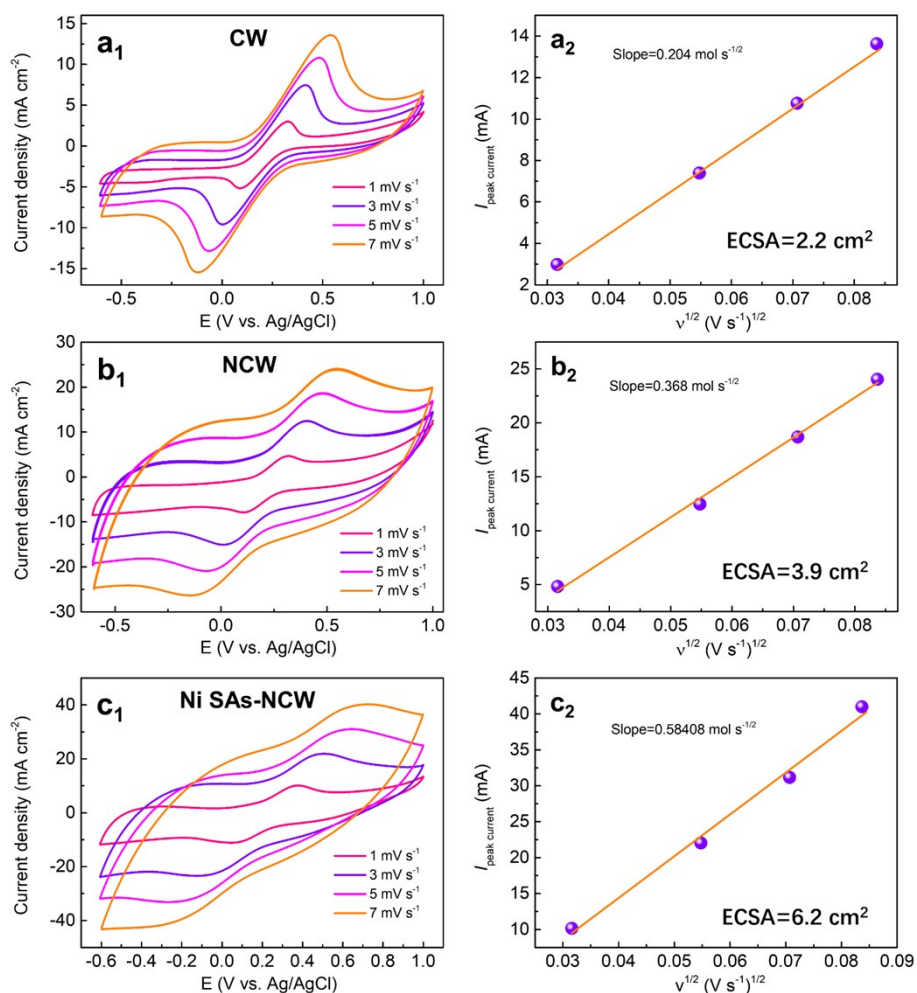 a1
CW
Current density (mA cm-2)
15
10
5
0
-5
-10
-15
1 mV s-1
3 mV s-1
5 mV s-1
7 mV s-1
-0.5
0.0
0.5
1.0
E (V vs. Ag/AgCl)
a2
Slope=0.204 mol s-1/2
Ipeak current (mA)
14
12
10
8
6
4
2
ECSA=2.2 cm2
0.03 0.04 0.05 0.06 0.07 0.08
v1/2 (V s-1)1/2
b1
NCW
Current density (mA cm-2)
30
20
10
0
-10
-20
-30
1 mV s-1
3 mV s-1
5 mV s-1
7 mV s-1
-0.5
0.0
0.5
1.0
E (V vs. Ag/AgCl)
b2
Slope=0.368 mol s-1/2
Ipeak current (mA)
25
20
15
10
5
ECSA=3.9 cm2
0.03 0.04 0.05 0.06 0.07 0.08
v1/2 (V s-1)1/2
c1
Ni SAs-NCW
Current density (mA cm-2)
40
20
0
-20
-40
1 mV s-1
3 mV s-1
5 mV s-1
7 mV s-1
-0.6 -0.4 -0.2 0.0 0.2 0.4 0.6 0.8 1.0
E (V vs. Ag/AgCl)
c2
Slope=0.58408 mol s-1/2
Ipeak current (mA)
45
40
35
30
25
20
15
10
ECSA=6.2 cm2
0.03 0.04 0.05 0.06 0.07 0.08 0.09
v1/2 (V s-1)1/2